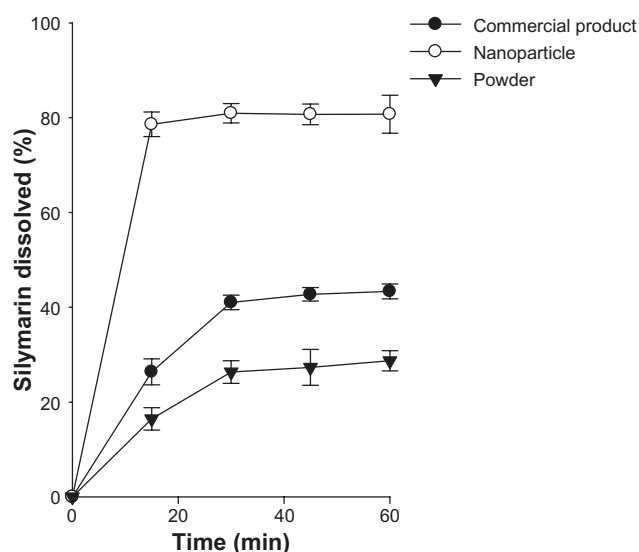 100
80
60
40
20
0
Silymarin dissolved (%)
0 20 40 60
Time (min)
Commercial product
Nanoparticle
Powder